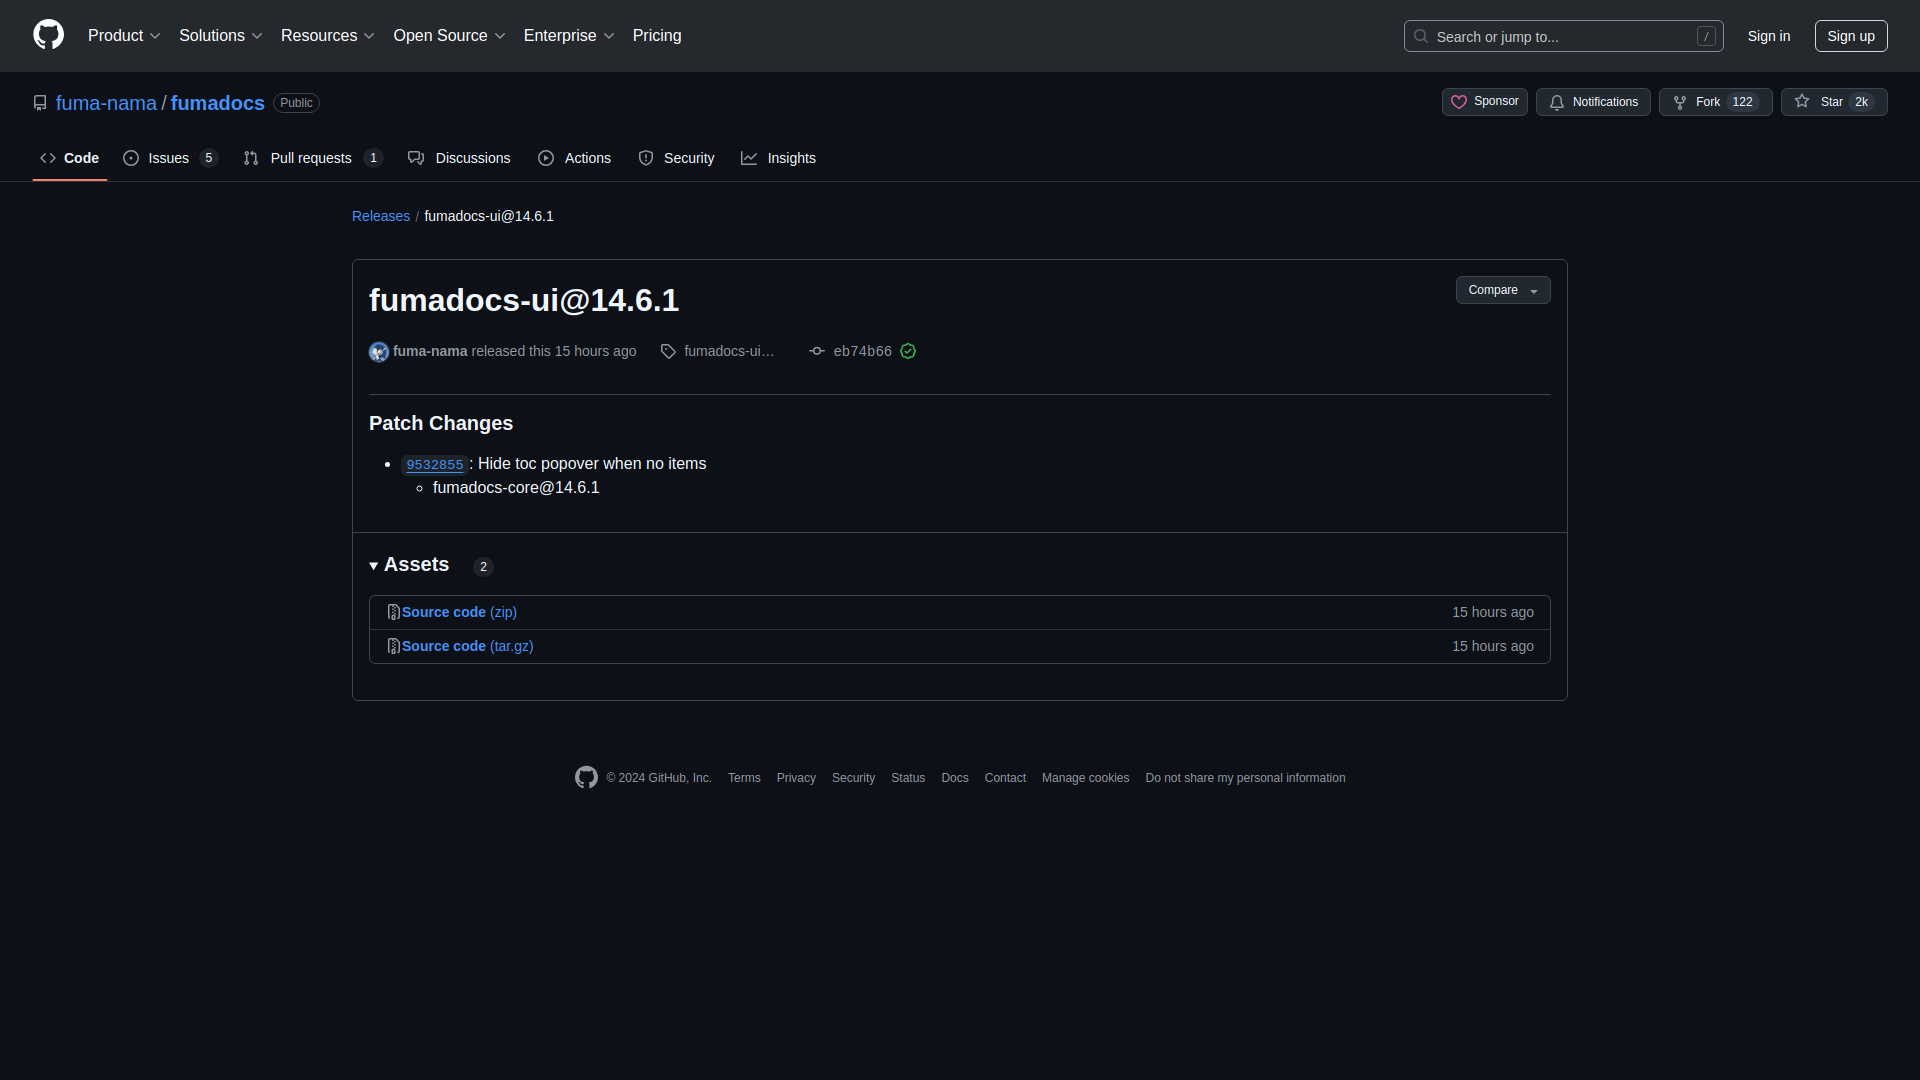 Product Solutions Resources Open Source Enterprise Pricing Search or jump to... / Sign in Sign up
fuma-nama / fumadocs Public Sponsor Notifications Fork 122 Star 2k
Code Issues 5 Pull requests 1 Discussions Actions Security Insights
Releases / fumadocs-ui@14.6.1
fumadocs-ui@14.6.1 Compare
fuma-nama released this 15 hours ago fumadocs-ui… eb74b66
Patch Changes
9532855: Hide toc popover when no items
fumadocs-core@14.6.1
Assets 2
Source code (zip) 15 hours ago
Source code (tar.gz) 15 hours ago
© 2024 GitHub, Inc. Terms Privacy Security Status Docs Contact Manage cookies Do not share my personal information